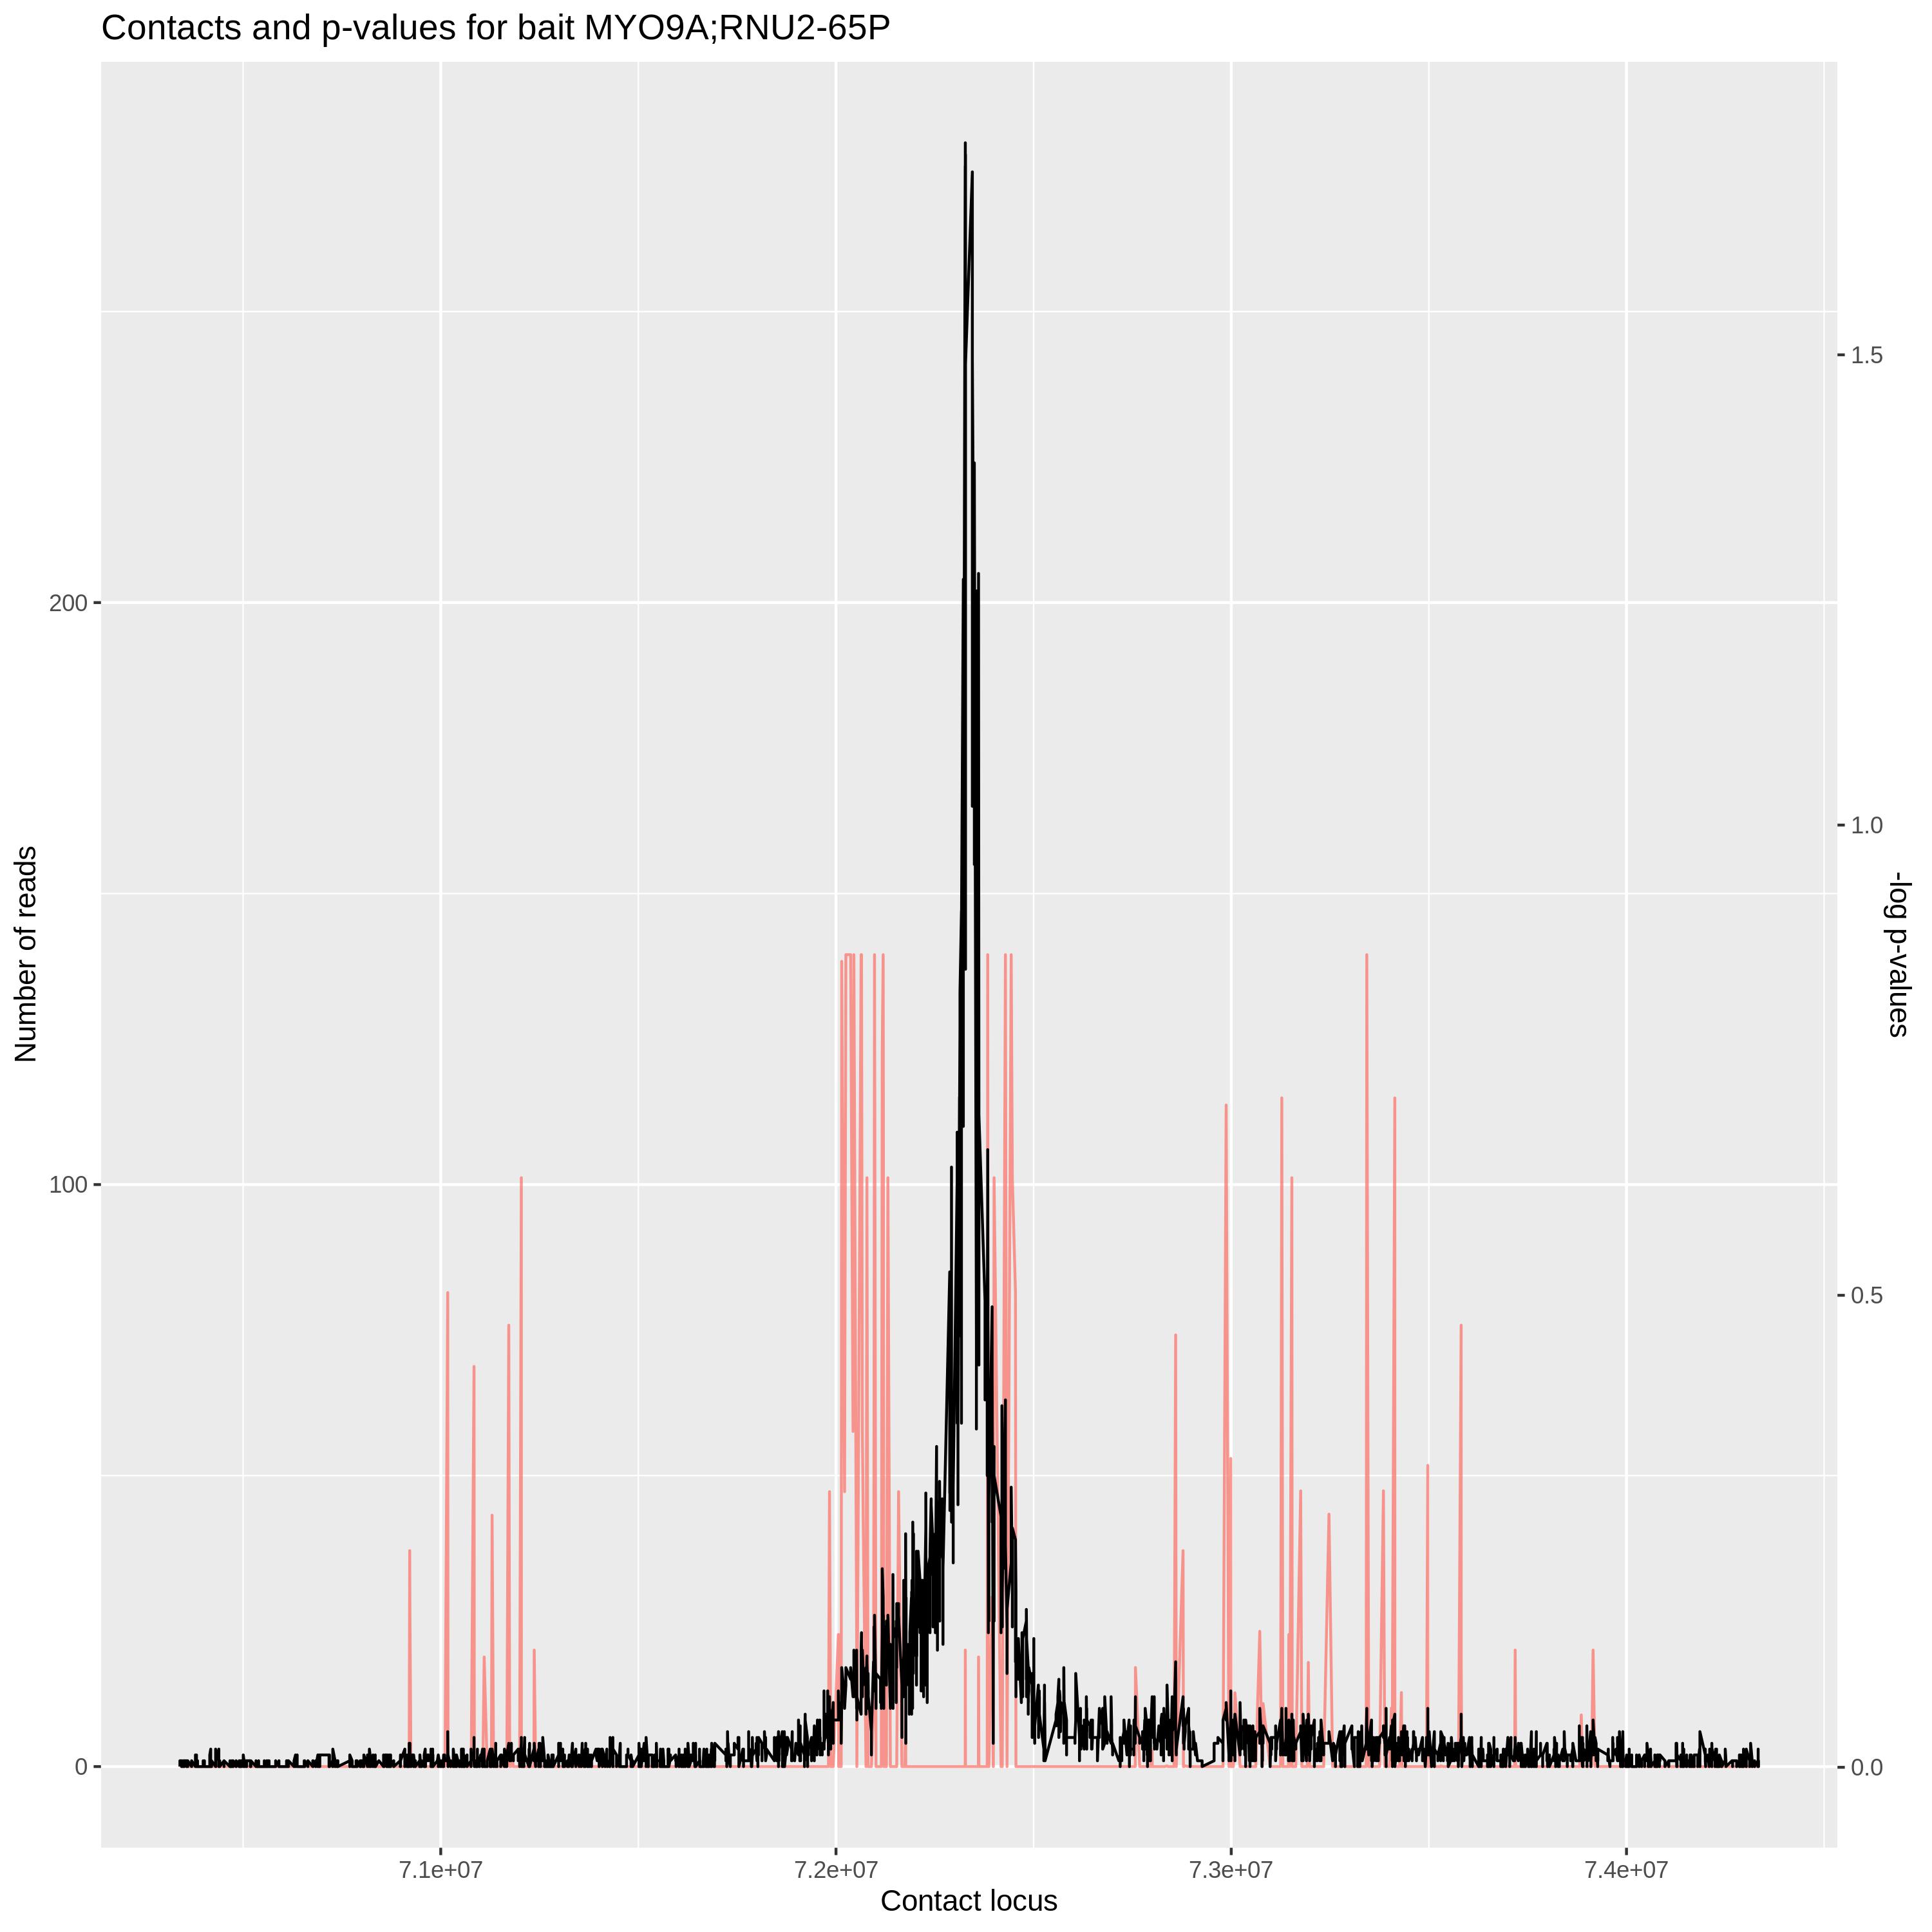 Contacts and p-values for bait MYO9A;RNU2-65P
Number of reads
200
100
0
1.5
1.0
0.5
0.0
-log p-values
7.1e+07
7.2e+07
7.3e+07
7.4e+07
Contact locus